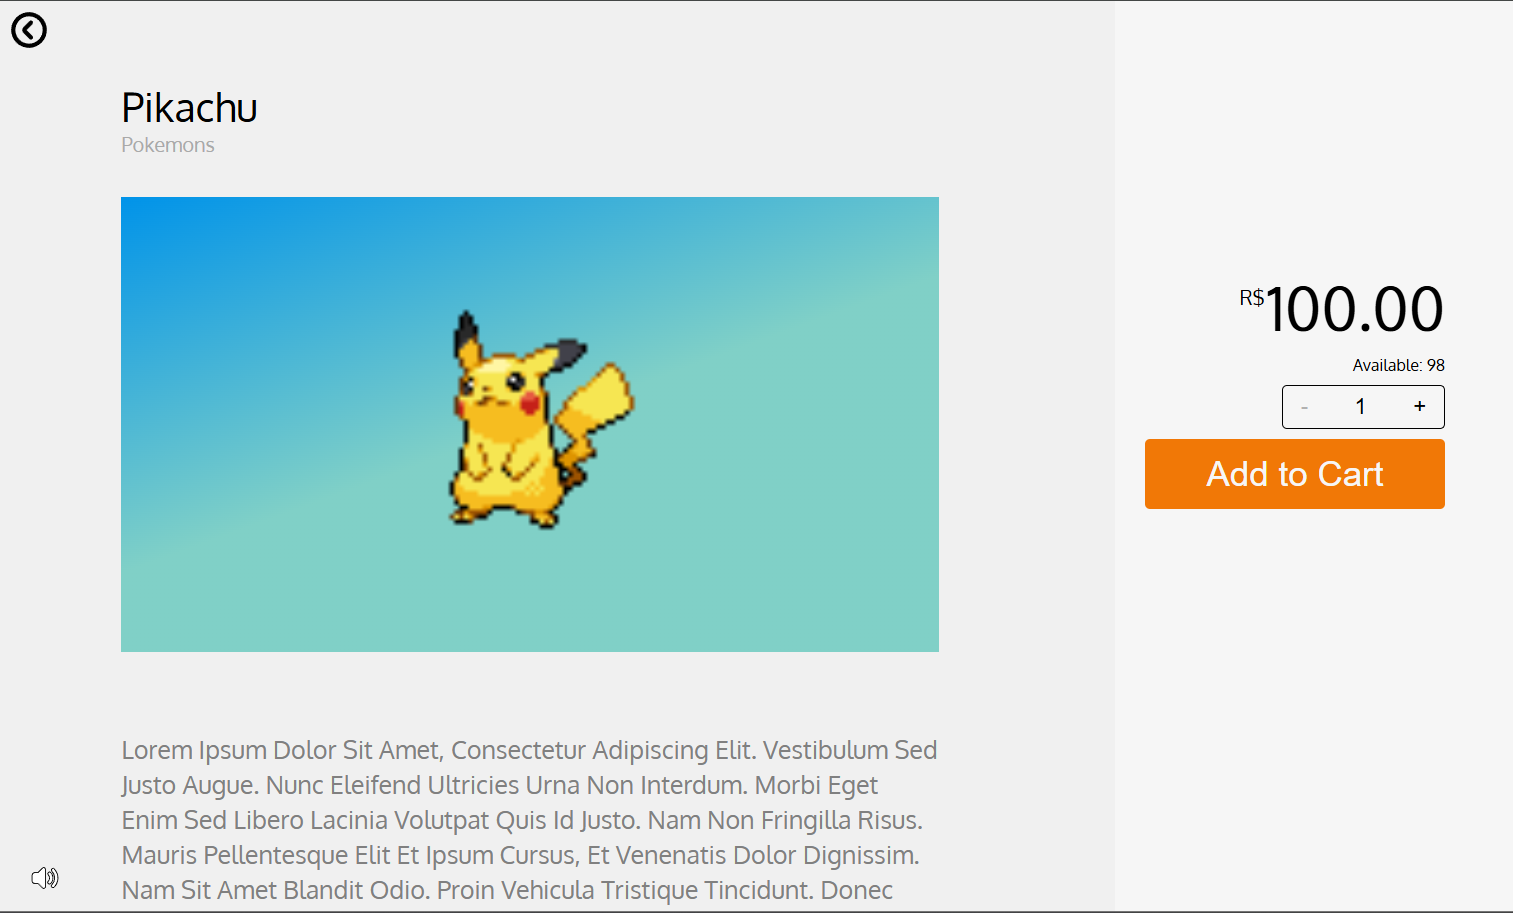 Pikachu
Pokemons
R$100.00
Available: 98
- 1 +
Add to Cart
Lorem Ipsum Dolor Sit Amet, Consectetur Adipiscing Elit. Vestibulum Sed
Justo Augue. Nunc Eleifend Ultricies Urna Non Interdum. Morbi Eget
Enim Sed Libero Lacinia Volutpat Quis Id Justo. Nam Non Fringilla Risus.
Mauris Pellentesque Elit Et Ipsum Cursus, Et Venenatis Dolor Dignissim.
Nam Sit Amet Blandit Odio. Proin Vehicula Tristique Tincidunt. Donec